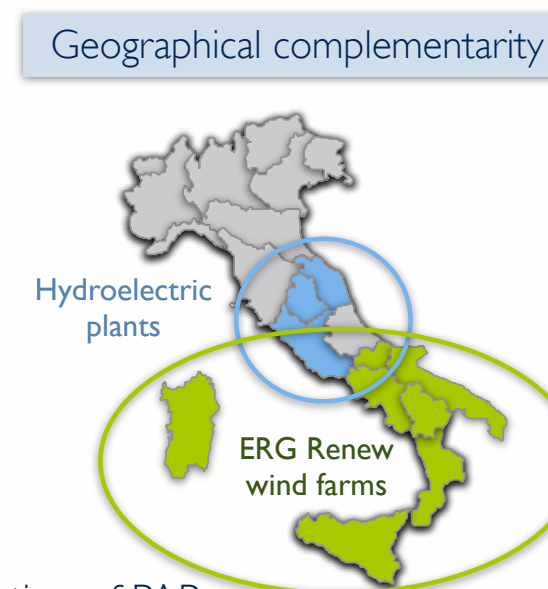 Geographical complementarity
Hydroelectric
plants
ERG Renew
wind farms